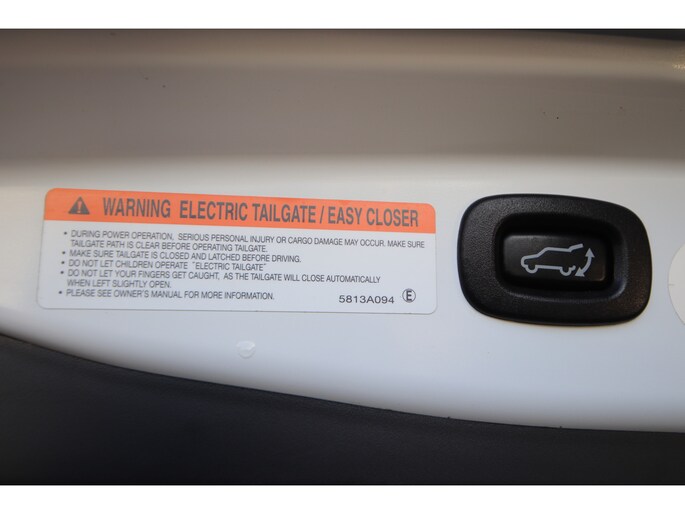 ⚠ WARNING ELECTRIC TAILGATE / EASY CLOSER
• DURING POWER OPERATION, SERIOUS PERSONAL INJURY OR CARGO DAMAGE MAY OCCUR. MAKE SURE
TAILGATE PATH IS CLEAR BEFORE OPERATING TAILGATE.
• MAKE SURE TAILGATE IS CLOSED AND LATCHED BEFORE DRIVING.
• DO NOT LET CHILDREN OPERATE "ELECTRIC TAILGATE"
• DO NOT LET YOUR FINGERS GET CAUGHT, AS THE TAILGATE WILL CLOSE AUTOMATICALLY
WHEN LEFT SLIGHTLY OPEN.
• PLEASE SEE OWNER'S MANUAL FOR MORE INFORMATION. 5813A094 Ⓔ